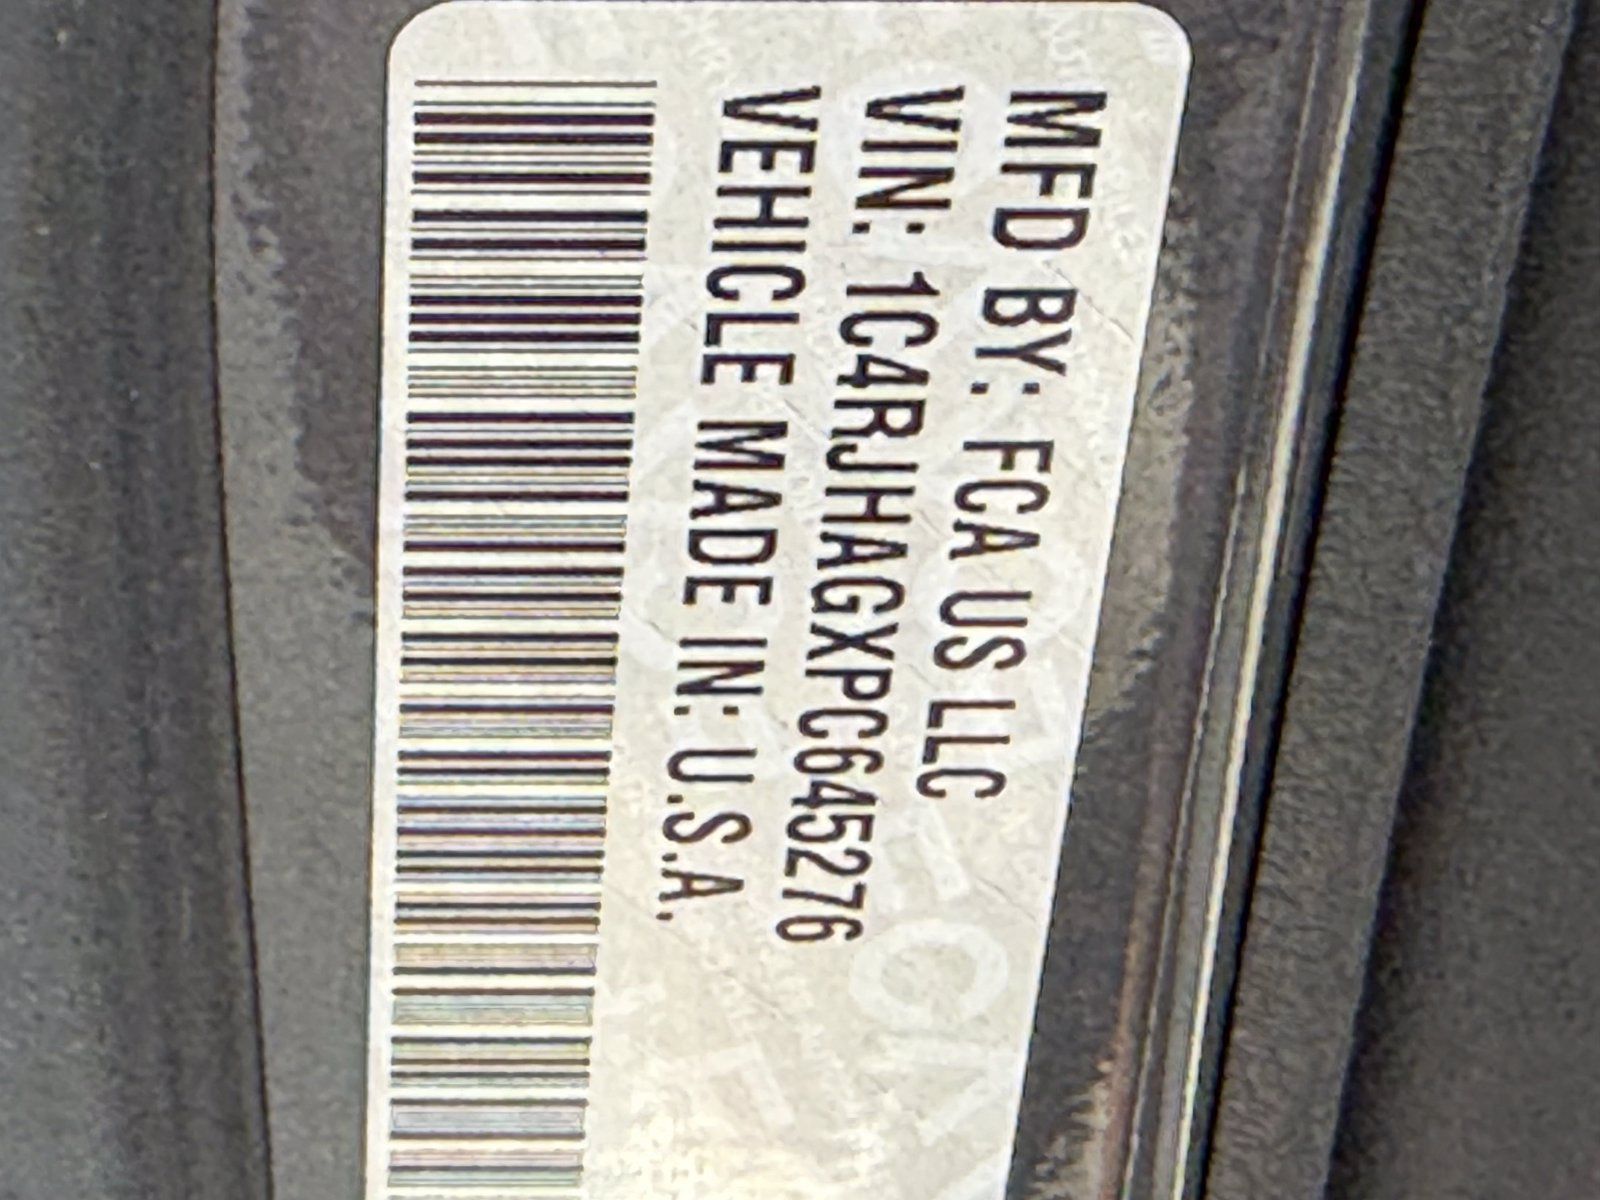 MFD BY: FCA US LLC
VIN: 1C4RJHAGXPC645276
VEHICLE MADE IN: U.S.A.